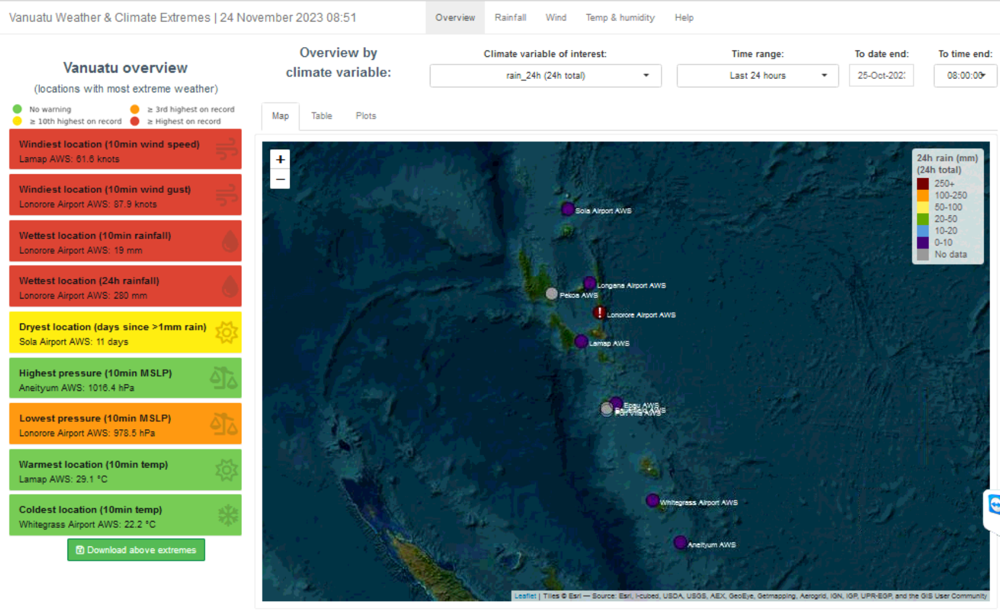 Vanuatu Weather & Climate Extremes | 24 November 2023 08:51
Overview
Rainfall
Wind
Temp & humidity
Help
Vanuatu overview
(locations with most extreme weather)
No warning
≥ 3rd highest on record
≥ 10th highest on record
≥ Highest on record
Windiest location (10min wind speed)
Lamap AWS: 61.6 knots
Windiest location (10min wind gust)
Lonorore Airport AWS: 87.9 knots
Wettest location (10min rainfall)
Lonorore Airport AWS: 19 mm
Wettest location (24h rainfall)
Lonorore Airport AWS: 280 mm
Dryest location (days since >1mm rain)
Sola Airport AWS: 11 days
Highest pressure (10min MSLP)
Aneityum AWS: 1016.4 hPa
Lowest pressure (10min MSLP)
Lonorore Airport AWS: 978.5 hPa
Warmest location (10min temp)
Lamap AWS: 29.1 °C
Coldest location (10min temp)
Whitegrass Airport AWS: 22.2 °C
Download above extremes
Overview by
climate variable:
Climate variable of interest:
rain_24h (24h total)
Time range:
Last 24 hours
To date end:
25-Oct-202
To time end:
08:00:00
Map
Table
Plots
+
−
24h rain (mm)
(24h total)
250+
100-250
50-100
20-50
10-20
0-10
No data
Sola Airport AWS
Longana Airport AWS
Pekoa AWS
!
Lonorore Airport AWS
Lamap AWS
Epau AWS
Port Vila AWS
Whitegrass Airport AWS
Aneityum AWS
Leaflet | Tiles © Esri — Source: Esri, i-cubed, USDA, USGS, AEX, GeoEye, Getmapping, Aerogrid, IGN, IGP, UPR-EGP, and the GIS User Community